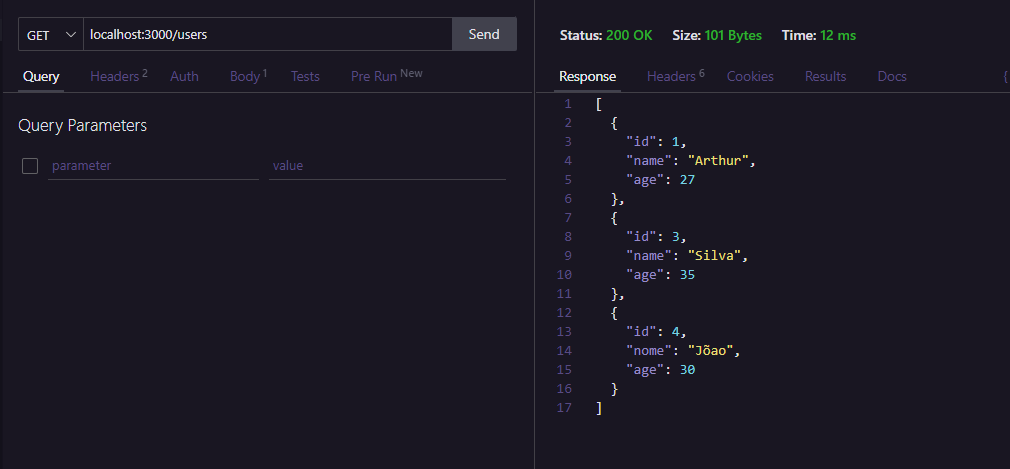 GET localhost:3000/users Send
Query Headers 2 Auth Body 1 Tests Pre Run New
Query Parameters
parameter value
Status: 200 OK Size: 101 Bytes Time: 12 ms
Response Headers 6 Cookies Results Docs {
1 [
2 {
3 "id": 1,
4 "name": "Arthur",
5 "age": 27
6 },
7 {
8 "id": 3,
9 "name": "Silva",
10 "age": 35
11 },
12 {
13 "id": 4,
14 "nome": "Jõao",
15 "age": 30
16 }
17 ]